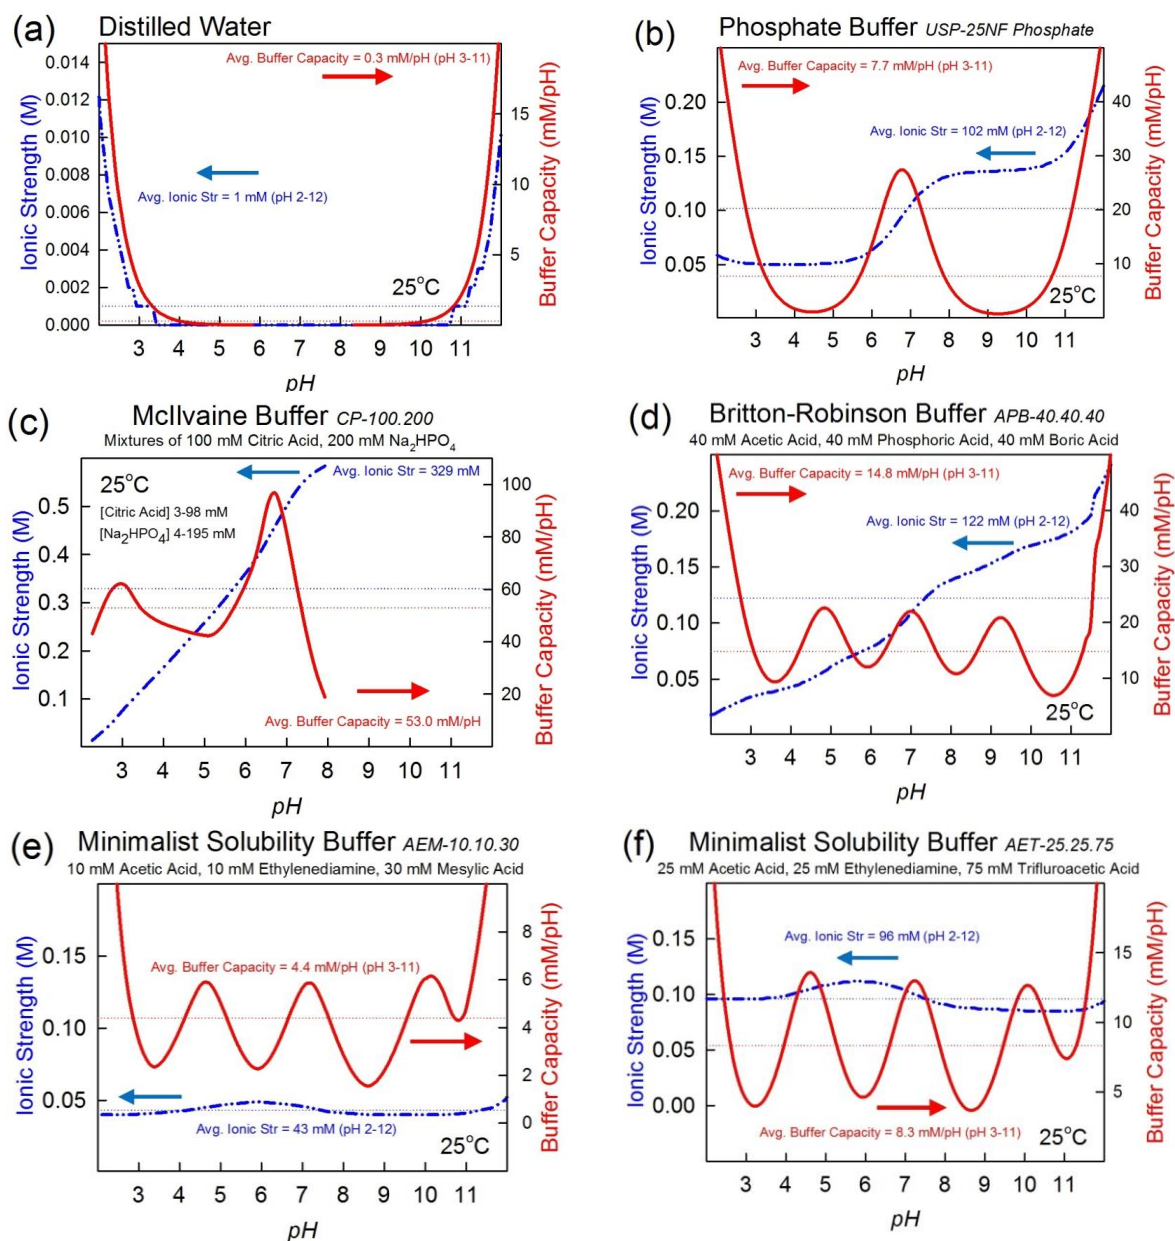 (a) Distilled Water
Avg. Buffer Capacity = 0.3 mM/pH (pH 3-11)
Avg. Ionic Str = 1 mM (pH 2-12)
25°C
Ionic Strength (M)
0.014
0.012
0.010
0.008
0.006
0.004
0.002
0.000
Buffer Capacity (mM/pH)
15
10
5
3 4 5 6 7 8 9 10 11
pH
(b) Phosphate Buffer USP-25NF Phosphate
Avg. Buffer Capacity = 7.7 mM/pH (pH 3-11)
Avg. Ionic Str = 102 mM (pH 2-12)
25°C
Ionic Strength (M)
0.20
0.15
0.10
0.05
Buffer Capacity (mM/pH)
40
30
20
10
3 4 5 6 7 8 9 10 11
pH
(c) McIlvaine Buffer CP-100.200
Mixtures of 100 mM Citric Acid, 200 mM Na2HPO4
25°C
Avg. Ionic Str = 329 mM
[Citric Acid] 3-98 mM
[Na2HPO4] 4-195 mM
Avg. Buffer Capacity = 53.0 mM/pH
Ionic Strength (M)
0.5
0.4
0.3
0.2
0.1
Buffer Capacity (mM/pH)
100
80
60
40
20
3 4 5 6 7 8 9 10 11
pH
(d) Britton-Robinson Buffer APB-40.40.40
40 mM Acetic Acid, 40 mM Phosphoric Acid, 40 mM Boric Acid
Avg. Buffer Capacity = 14.8 mM/pH (pH 3-11)
Avg. Ionic Str = 122 mM (pH 2-12)
25°C
Ionic Strength (M)
0.20
0.15
0.10
0.05
0.00
Buffer Capacity (mM/pH)
40
30
20
10
3 4 5 6 7 8 9 10 11
pH
(e) Minimalist Solubility Buffer AEM-10.10.30
10 mM Acetic Acid, 10 mM Ethylenediamine, 30 mM Mesylic Acid
Avg. Buffer Capacity = 4.4 mM/pH (pH 3-11)
Avg. Ionic Str = 43 mM (pH 2-12)
25°C
Ionic Strength (M)
0.15
0.10
0.05
Buffer Capacity (mM/pH)
8
6
4
2
0
3 4 5 6 7 8 9 10 11
pH
(f) Minimalist Solubility Buffer AET-25.25.75
25 mM Acetic Acid, 25 mM Ethylenediamine, 75 mM Trifluroacetic Acid
Avg. Ionic Str = 96 mM (pH 2-12)
Avg. Buffer Capacity = 8.3 mM/pH (pH 3-11)
25°C
Ionic Strength (M)
0.20
0.15
0.10
0.05
0.00
Buffer Capacity (mM/pH)
15
10
5
3 4 5 6 7 8 9 10 11
pH